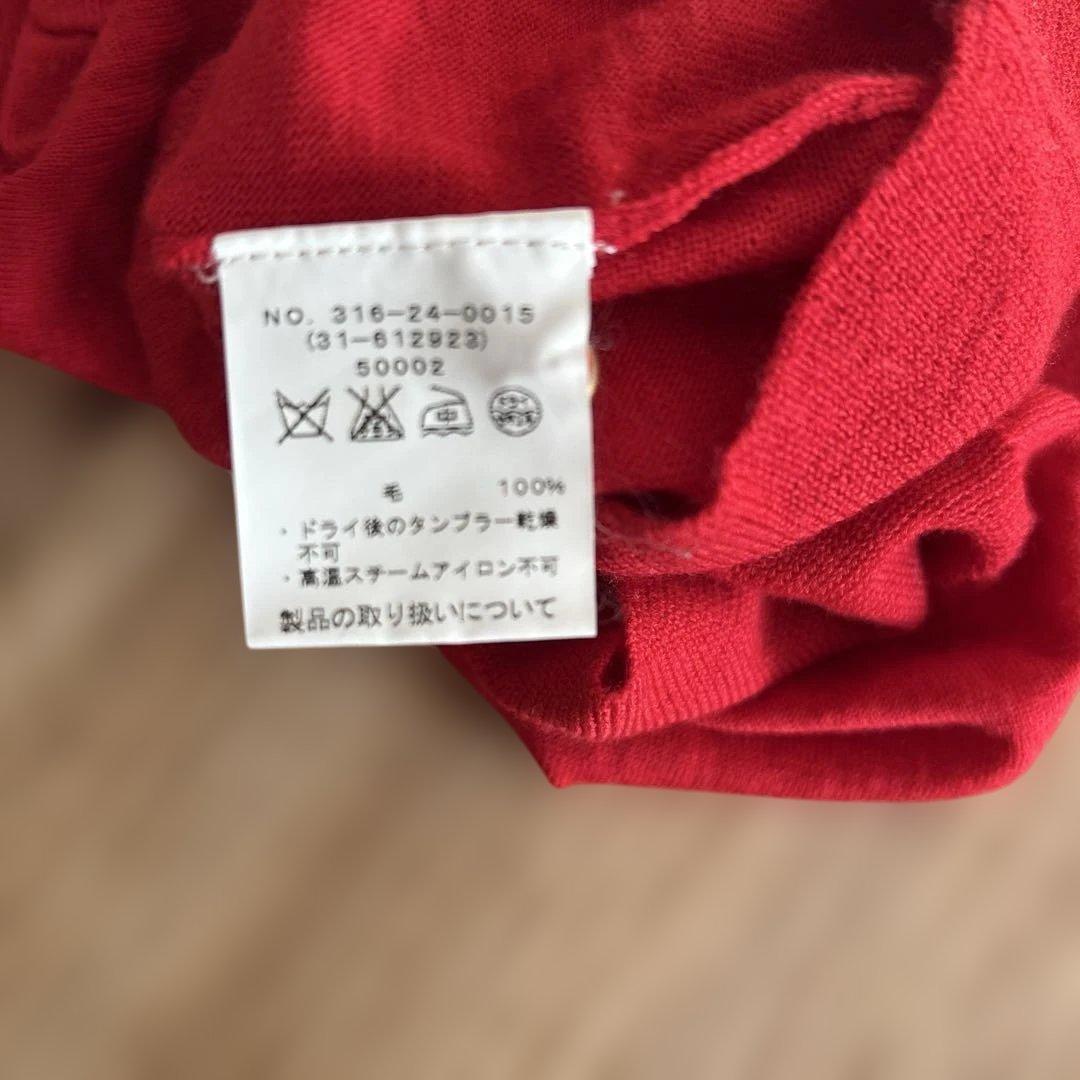 NO. 316-24-0015
(31-612923)
50002
中
毛 100%
・ドライ後のタンブラー乾燥
不可
・高温スチームアイロン不可
製品の取り扱いについて